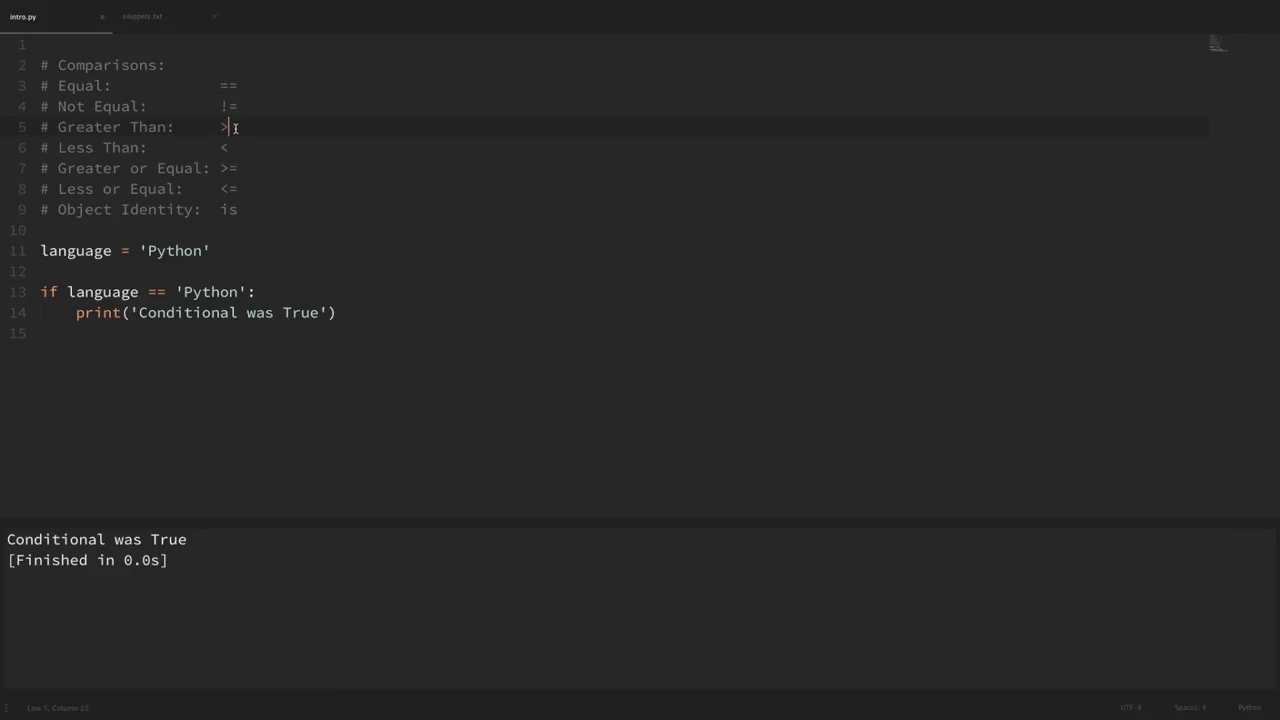 intro.py × snippets.txt ×
1
2 # Comparisons:
3 # Equal: ==
4 # Not Equal: !=
5 # Greater Than: >
6 # Less Than: <
7 # Greater or Equal: >=
8 # Less or Equal: <=
9 # Object Identity: is
10
11 language = 'Python'
12
13 if language == 'Python':
14 print('Conditional was True')
15
Conditional was True
[Finished in 0.0s]
Line 5, Column 22 UTF-8 Spaces: 4 Python